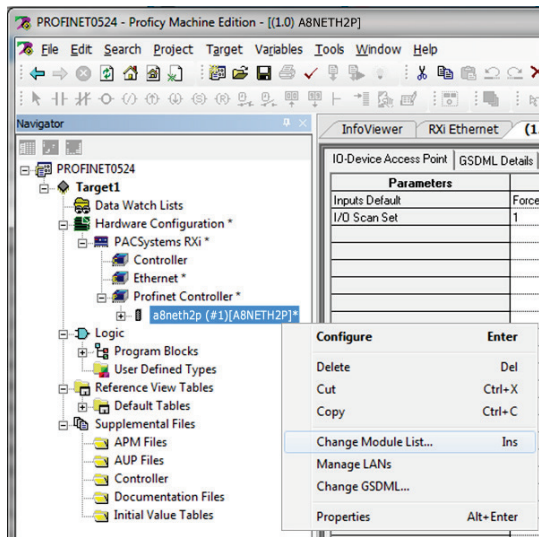 PROFINET0524 - Proficy Machine Edition - [(1.0) A8NETH2P]
File Edit Search Project Target Variables Tools Window Help
Navigator
InfoViewer RXi Ethernet (1.
IO-Device Access Point GSDML Details
Parameters
Inputs Default Force
I/O Scan Set 1
PROFINET0524
Target1
Data Watch Lists
Hardware Configuration *
PACSystems RXi *
Controller
Ethernet *
Profinet Controller *
a8neth2p (#1)[A8NETH2P]*
Logic
Program Blocks
User Defined Types
Reference View Tables
Default Tables
Supplemental Files
APM Files
AUP Files
Controller
Documentation Files
Initial Value Tables
Configure Enter
Delete Del
Cut Ctrl+X
Copy Ctrl+C
Change Module List... Ins
Manage LANs
Change GSDML...
Properties Alt+Enter